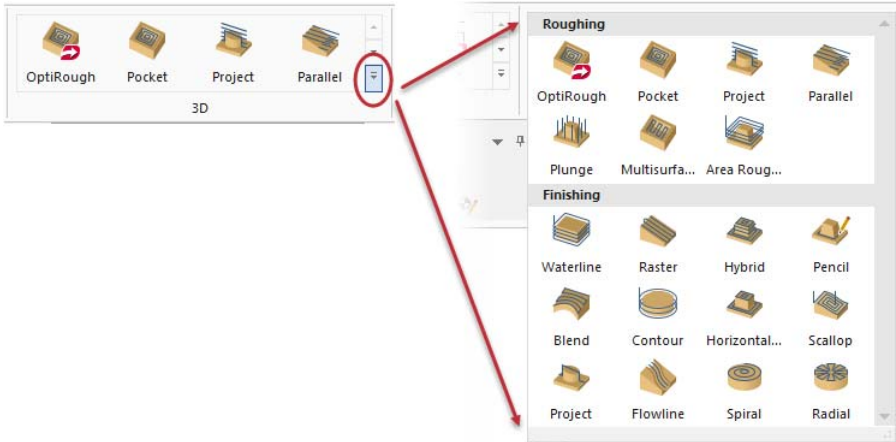 OptiRough Pocket Project Parallel
3D
Roughing
OptiRough Pocket Project Parallel
Plunge Multisurfa... Area Roug...
Finishing
Waterline Raster Hybrid Pencil
Blend Contour Horizontal... Scallop
Project Flowline Spiral Radial